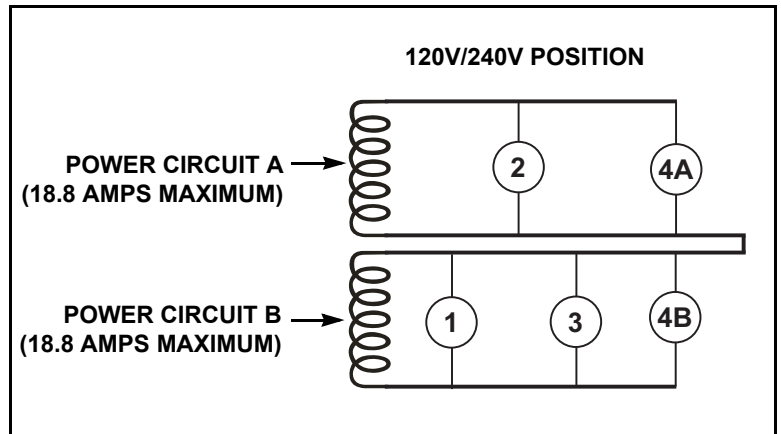 120V/240V POSITION
POWER CIRCUIT A
(18.8 AMPS MAXIMUM)
2
4A
POWER CIRCUIT B
(18.8 AMPS MAXIMUM)
1
3
4B